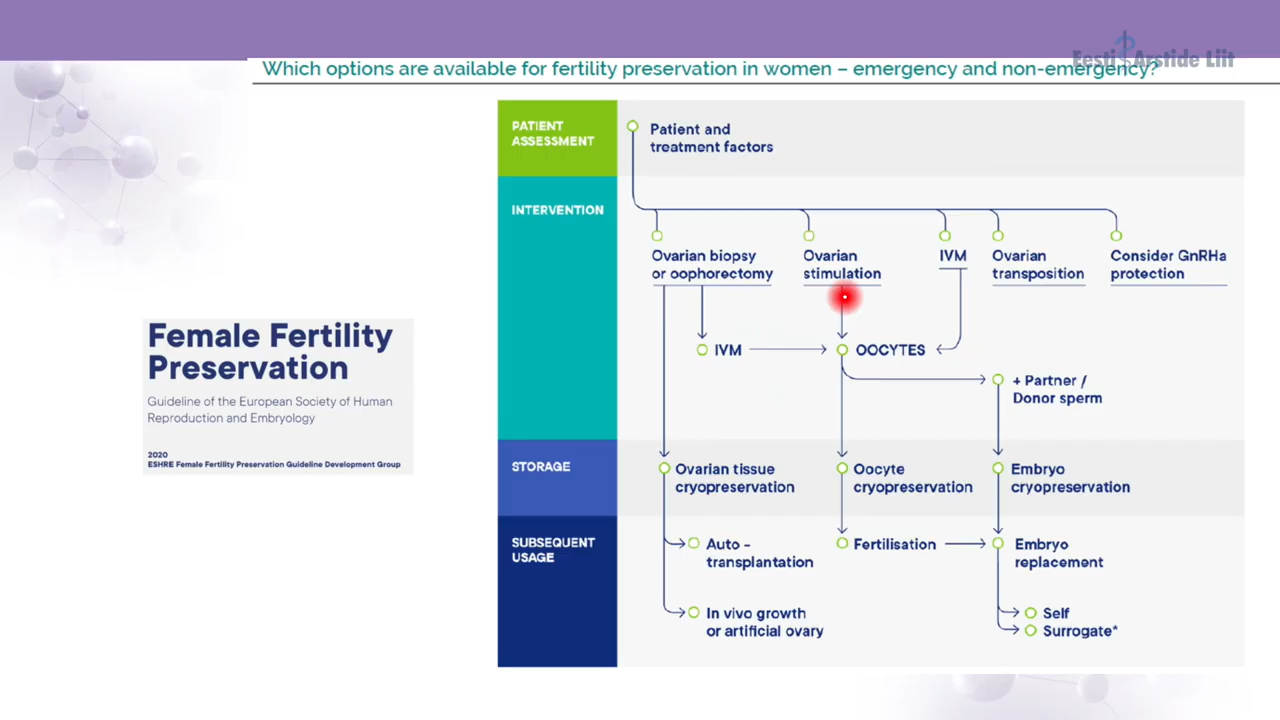 Eesti Arstide Liit
Which options are available for fertility preservation in women – emergency and non-emergency?
Female Fertility
Preservation
Guideline of the European Society of Human
Reproduction and Embryology
2020
ESHRE Female Fertility Preservation Guideline Development Group
PATIENT
ASSESSMENT
Patient and
treatment factors
INTERVENTION
Ovarian biopsy
or oophorectomy
Ovarian
stimulation
IVM
Ovarian
transposition
Consider GnRHa
protection
IVM
OOCYTES
+ Partner /
Donor sperm
STORAGE
Ovarian tissue
cryopreservation
Oocyte
cryopreservation
Embryo
cryopreservation
SUBSEQUENT
USAGE
Auto -
transplantation
Fertilisation
Embryo
replacement
In vivo growth
or artificial ovary
Self
Surrogate*